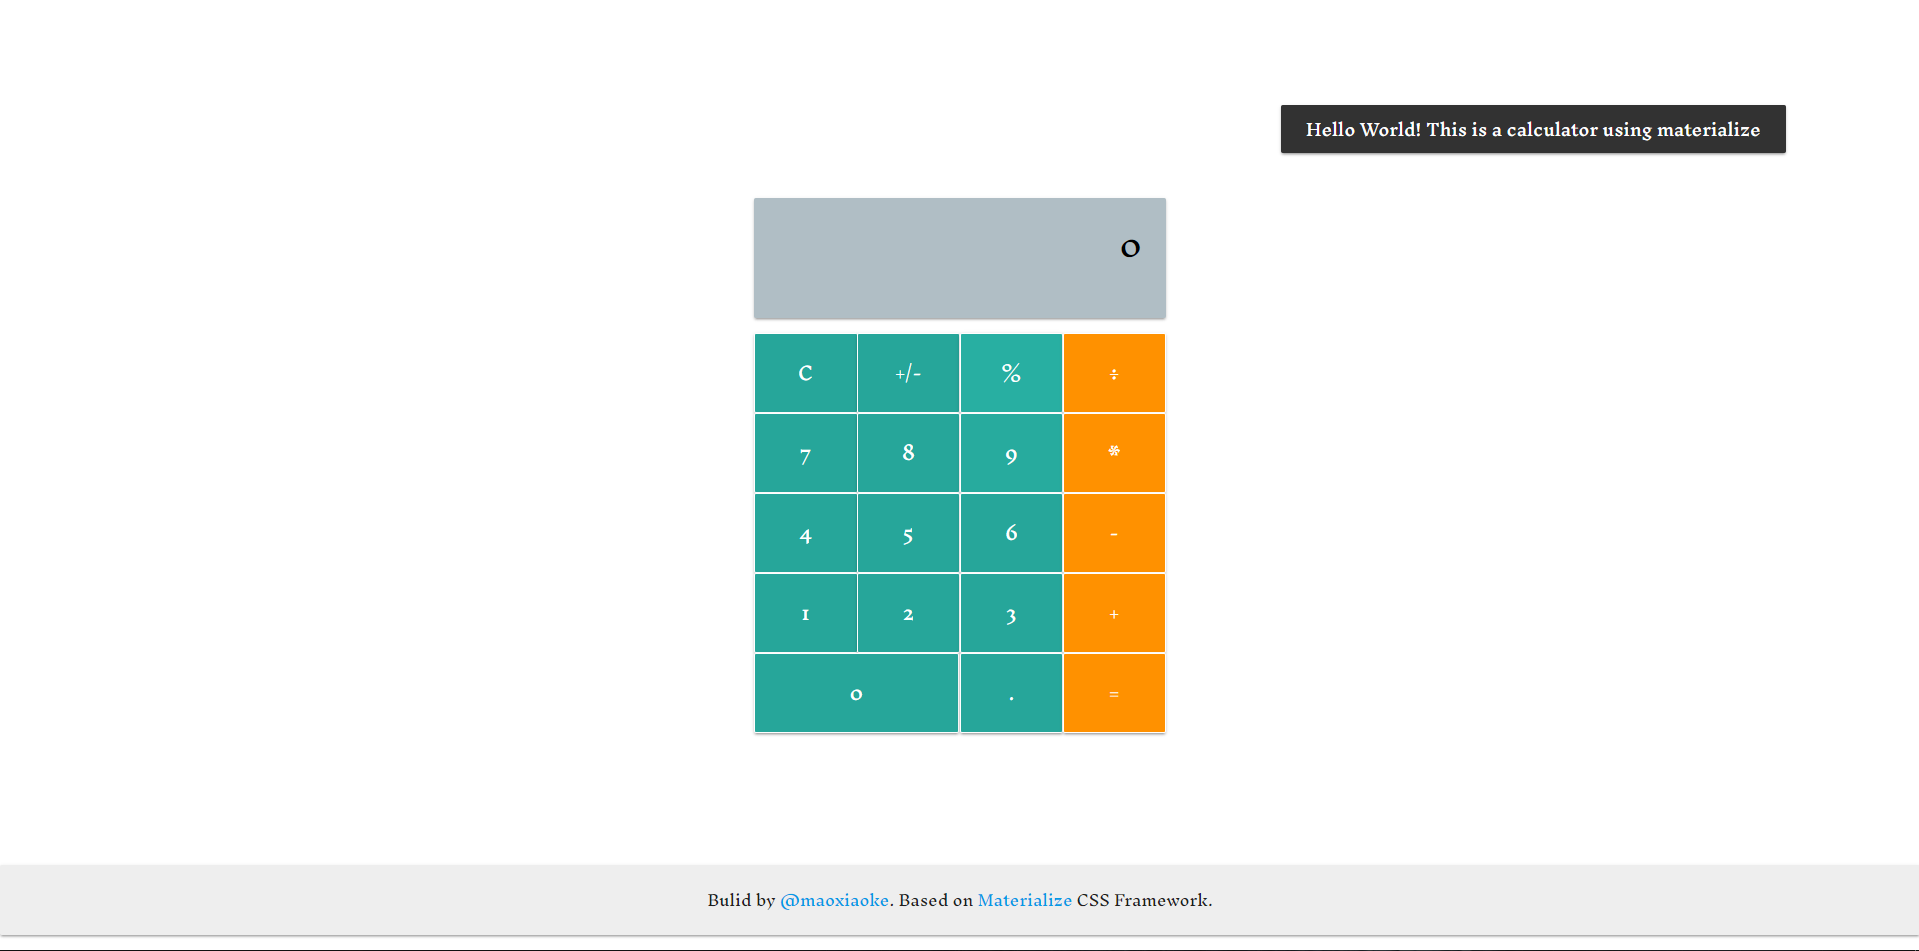 Hello World! This is a calculator using materialize
0
C +/- % ÷
7 8 9 *
4 5 6 -
1 2 3 +
0 . =
Bulid by @maoxiaoke. Based on Materialize CSS Framework.